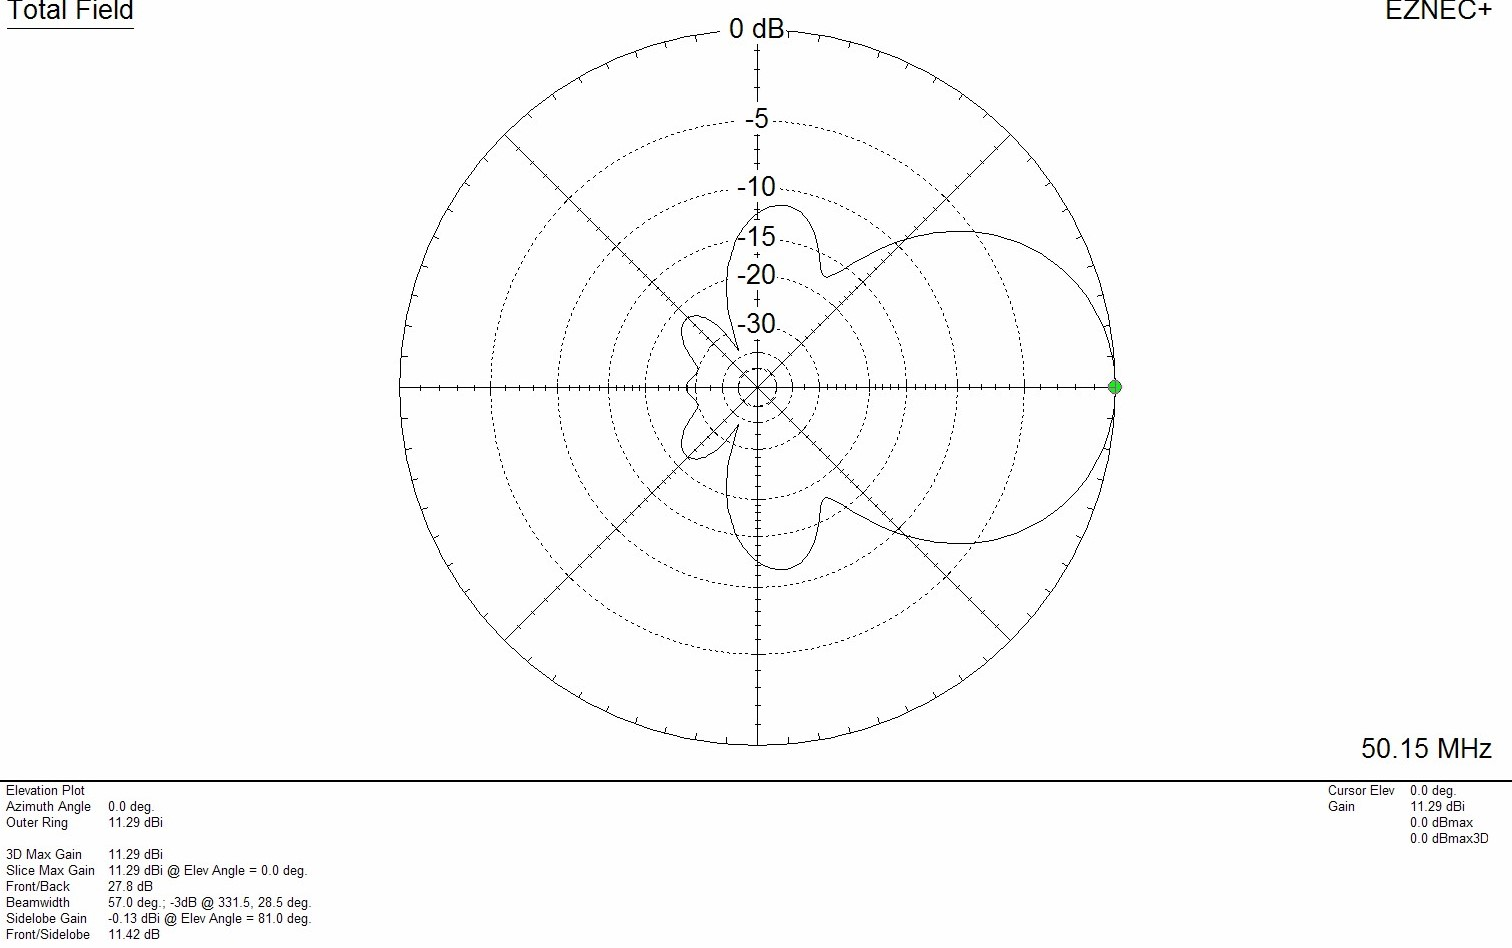 Total Field
EZNEC+
0 dB
-5
-10
-15
-20
-30
50.15 MHz
Elevation Plot
Azimuth Angle 0.0 deg.
Outer Ring 11.29 dBi
3D Max Gain 11.29 dBi
Slice Max Gain 11.29 dBi @ Elev Angle = 0.0 deg.
Front/Back 27.8 dB
Beamwidth 57.0 deg.; -3dB @ 331.5, 28.5 deg.
Sidelobe Gain -0.13 dBi @ Elev Angle = 81.0 deg.
Front/Sidelobe 11.42 dB
Cursor Elev 0.0 deg.
Gain 11.29 dBi
0.0 dBmax
0.0 dBmax3D